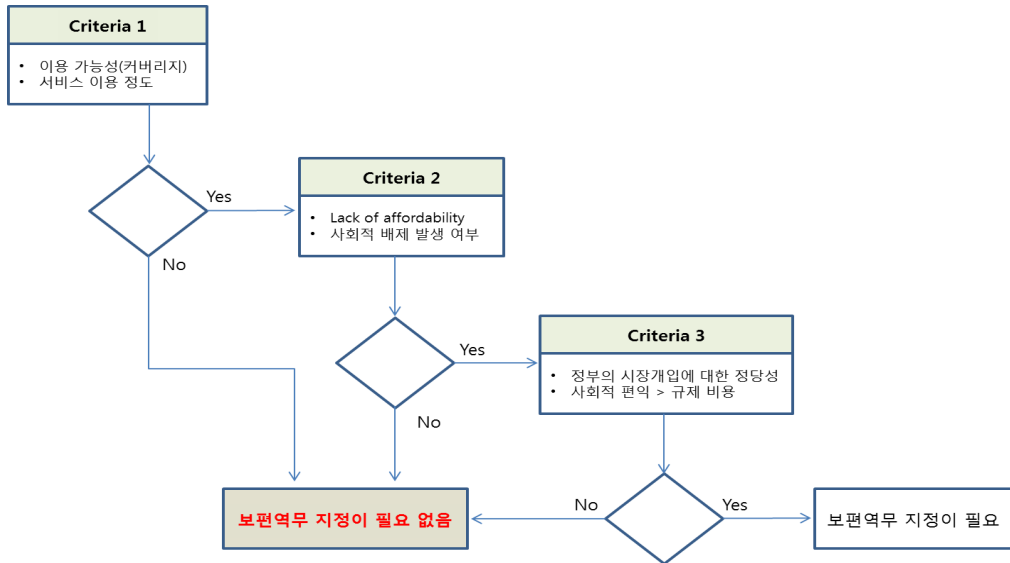 Criteria 1
• 이용 가능성(커버리지)
• 서비스 이용 정도
Yes
No
Criteria 2
• Lack of affordability
• 사회적 배제 발생 여부
Yes
No
Criteria 3
• 정부의 시장개입에 대한 정당성
• 사회적 편익 > 규제 비용
No
Yes
보편역무 지정이 필요 없음
보편역무 지정이 필요